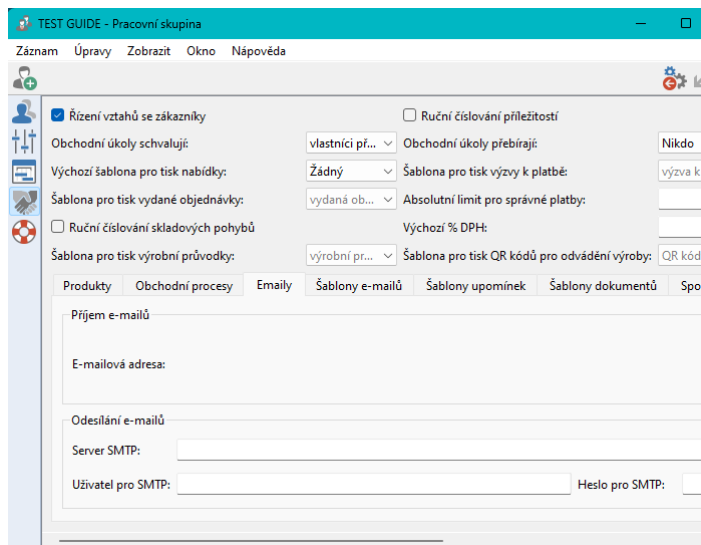 TEST GUIDE - Pracovní skupina
Záznam Úpravy Zobrazit Okno Nápověda
Řízení vztahů se zákazníky Ruční číslování příležitostí
Obchodní úkoly schvalují: vlastníci př... Obchodní úkoly přebírají: Nikdo
Výchozí šablona pro tisk nabídky: Žádný Šablona pro tisk výzvy k platbě: výzva k
Šablona pro tisk vydané objednávky: vydaná ob... Absolutní limit pro správné platby:
Ruční číslování skladových pohybů Výchozí % DPH:
Šablona pro tisk výrobní průvodky: výrobní pr... Šablona pro tisk QR kódů pro odvádění výroby: QR kód
Produkty Obchodní procesy Emaily Šablony e-mailů Šablony upomínek Šablony dokumentů Spo
Příjem e-mailů
E-mailová adresa:
Odesílání e-mailů
Server SMTP:
Uživatel pro SMTP: Heslo pro SMTP: